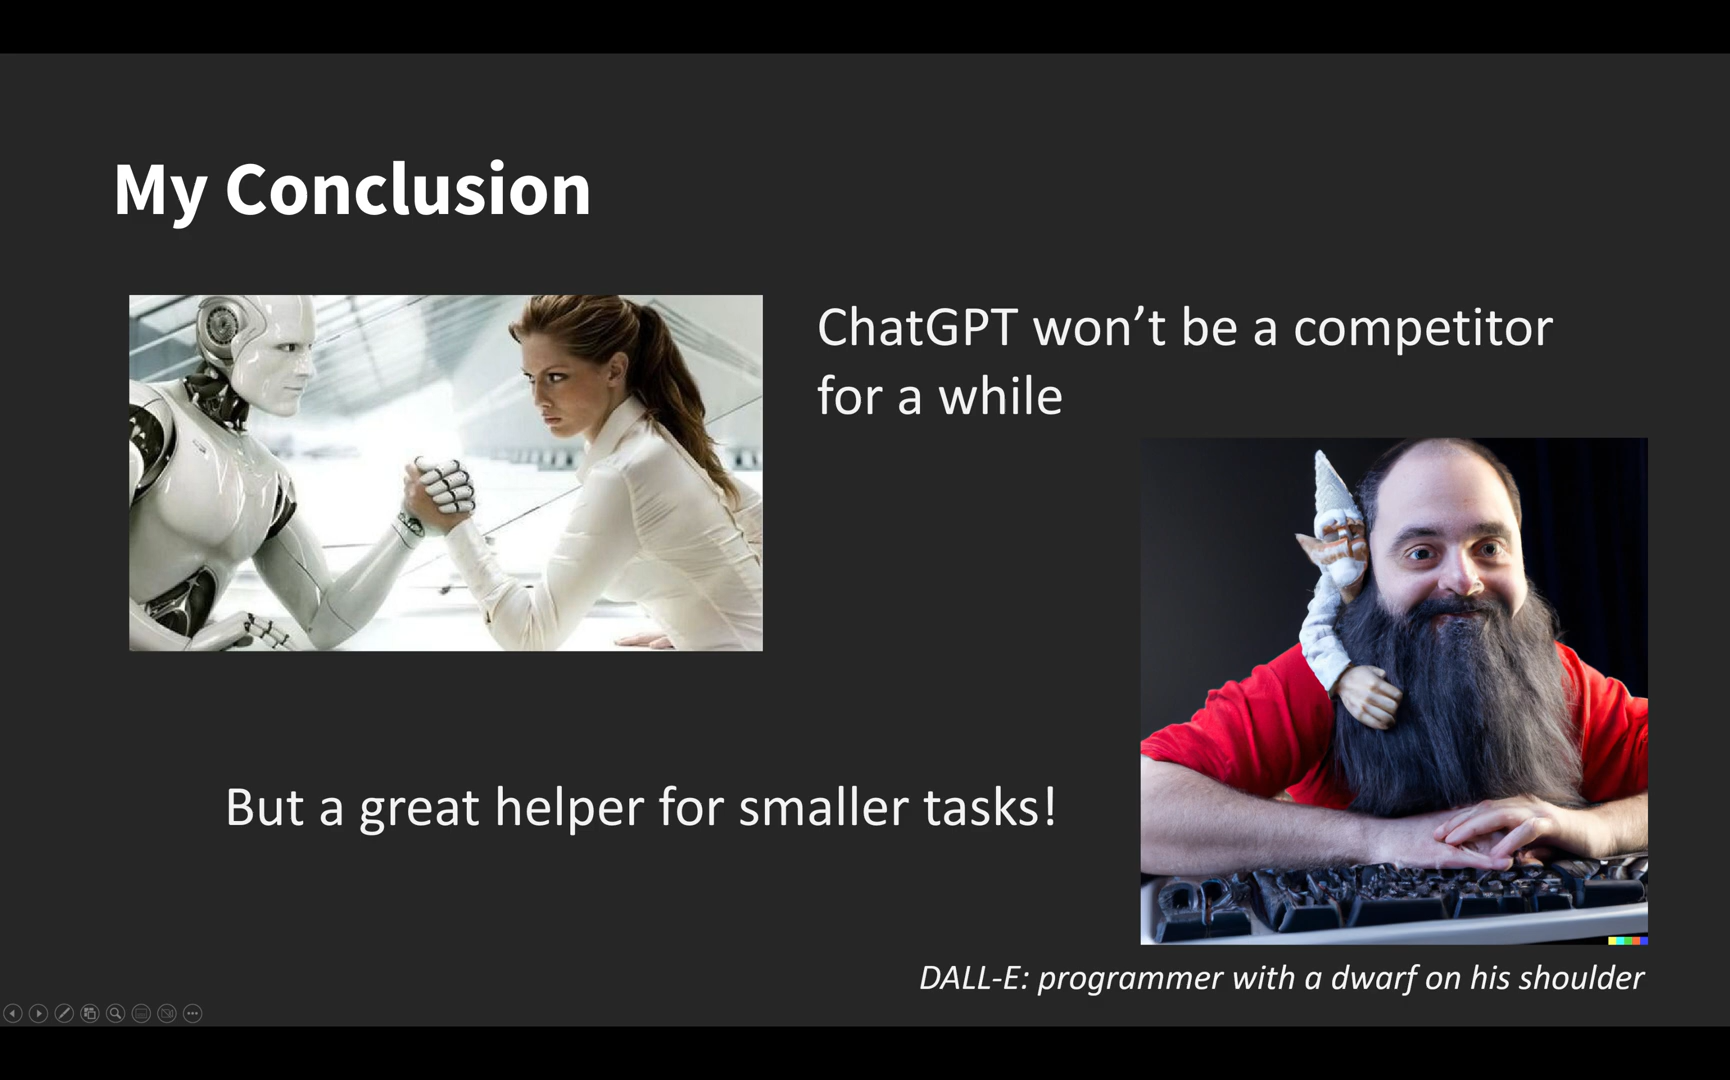 My Conclusion
ChatGPT won’t be a competitor
for a while
But a great helper for smaller tasks!
DALL-E: programmer with a dwarf on his shoulder